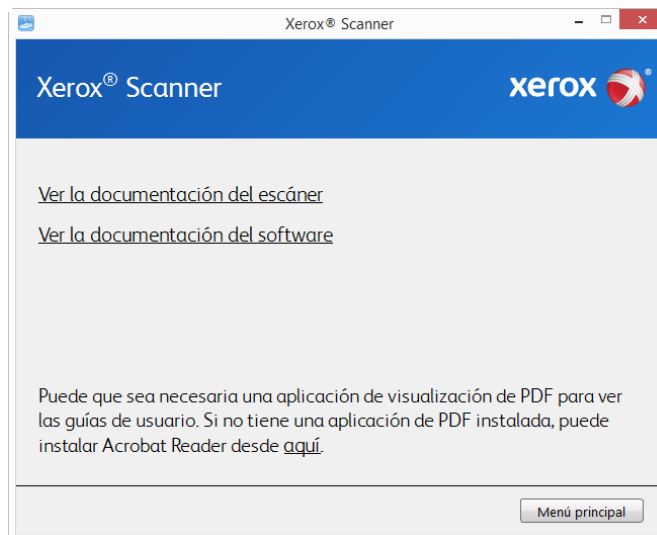 Xerox® Scanner
Xerox® Scanner
xerox ®
Ver la documentación del escáner
Ver la documentación del software
Puede que sea necesaria una aplicación de visualización de PDF para ver
las guías de usuario. Si no tiene una aplicación de PDF instalada, puede
instalar Acrobat Reader desde aquí.
Menú principal